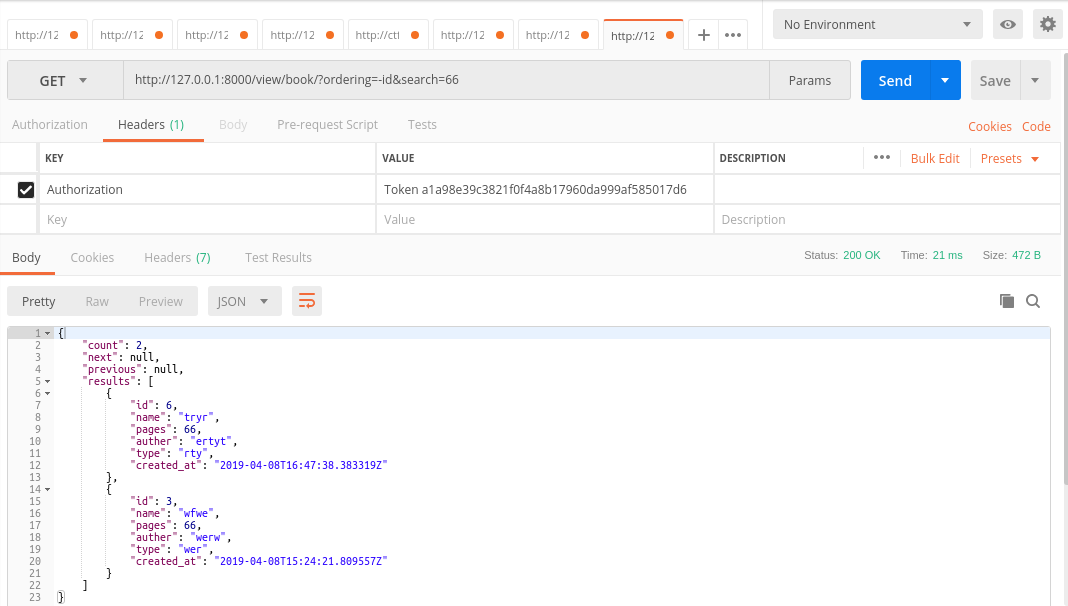 http://12 http://12 http://12 http://12 http://ctl http://12 http://12 http://12 + ••• No Environment
GET http://127.0.0.1:8000/view/book/?ordering=-id&search=66 Params Send Save
Authorization Headers (1) Body Pre-request Script Tests Cookies Code
KEY VALUE DESCRIPTION ••• Bulk Edit Presets
Authorization Token a1a98e39c3821f0f4a8b17960da999af585017d6
Key Value Description
Body Cookies Headers (7) Test Results Status: 200 OK Time: 21 ms Size: 472 B
Pretty Raw Preview JSON
1 {
2 "count": 2,
3 "next": null,
4 "previous": null,
5 "results": [
6 {
7 "id": 6,
8 "name": "tryr",
9 "pages": 66,
10 "auther": "ertyt",
11 "type": "rty",
12 "created_at": "2019-04-08T16:47:38.383319Z"
13 },
14 {
15 "id": 3,
16 "name": "wfwe",
17 "pages": 66,
18 "auther": "werw",
19 "type": "wer",
20 "created_at": "2019-04-08T15:24:21.809557Z"
21 }
22 ]
23 }